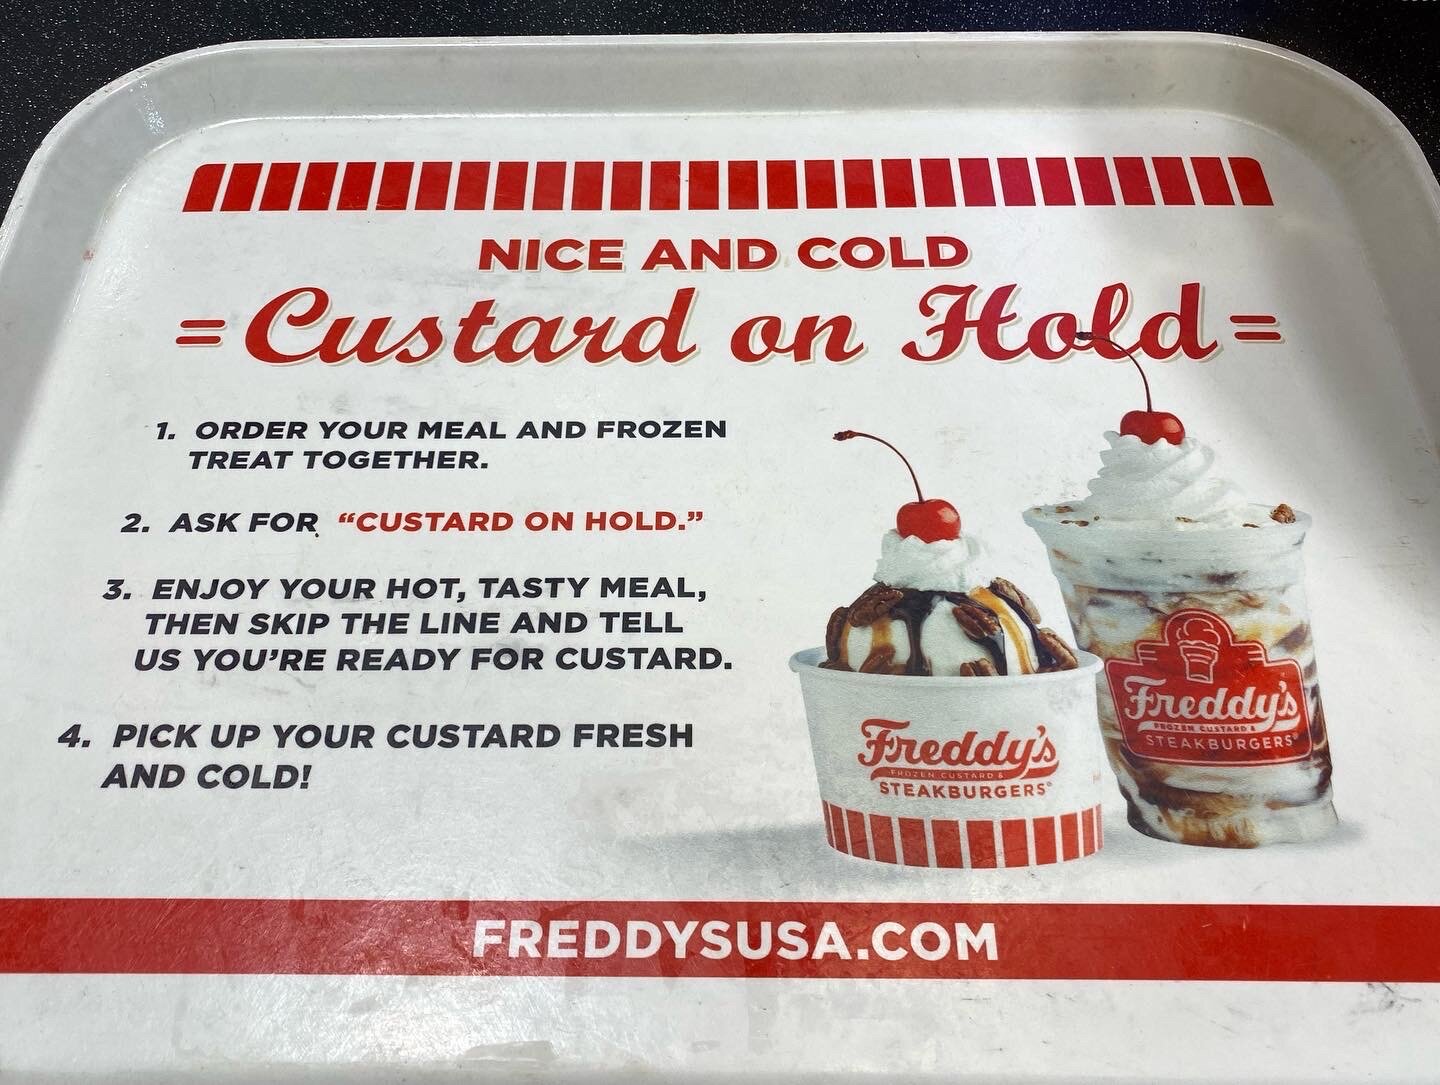 NICE AND COLD
= Custard on Hold =
1. ORDER YOUR MEAL AND FROZEN
TREAT TOGETHER.
2. ASK FOR “CUSTARD ON HOLD.”
3. ENJOY YOUR HOT, TASTY MEAL,
THEN SKIP THE LINE AND TELL
US YOU’RE READY FOR CUSTARD.
4. PICK UP YOUR CUSTARD FRESH
AND COLD!
Freddy's
FROZEN CUSTARD &
STEAKBURGERS®
Freddy's
FROZEN CUSTARD &
STEAKBURGERS®
FREDDYSUSA.COM